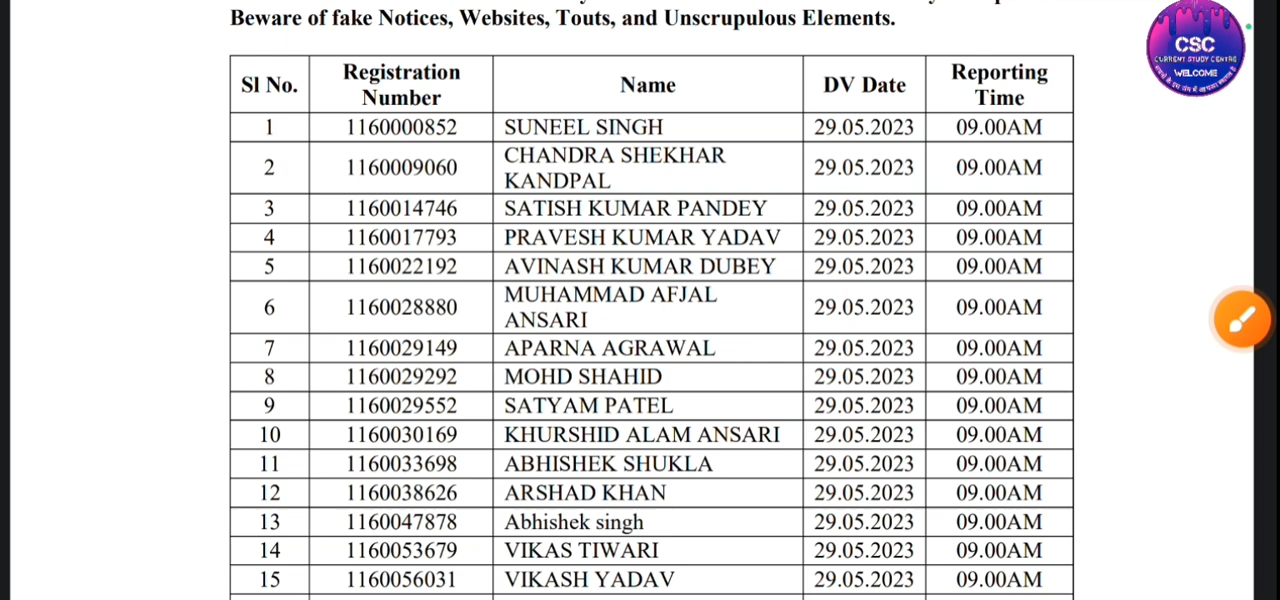 Beware of fake Notices, Websites, Touts, and Unscrupulous Elements.
Sl No. Registration Number Name DV Date Reporting Time
1 1160000852 SUNEEL SINGH 29.05.2023 09.00AM
2 1160009060 CHANDRA SHEKHAR KANDPAL 29.05.2023 09.00AM
3 1160014746 SATISH KUMAR PANDEY 29.05.2023 09.00AM
4 1160017793 PRAVESH KUMAR YADAV 29.05.2023 09.00AM
5 1160022192 AVINASH KUMAR DUBEY 29.05.2023 09.00AM
6 1160028880 MUHAMMAD AFJAL ANSARI 29.05.2023 09.00AM
7 1160029149 APARNA AGRAWAL 29.05.2023 09.00AM
8 1160029292 MOHD SHAHID 29.05.2023 09.00AM
9 1160029552 SATYAM PATEL 29.05.2023 09.00AM
10 1160030169 KHURSHID ALAM ANSARI 29.05.2023 09.00AM
11 1160033698 ABHISHEK SHUKLA 29.05.2023 09.00AM
12 1160038626 ARSHAD KHAN 29.05.2023 09.00AM
13 1160047878 Abhishek singh 29.05.2023 09.00AM
14 1160053679 VIKAS TIWARI 29.05.2023 09.00AM
15 1160056031 VIKASH YADAV 29.05.2023 09.00AM
CSC
CURRENT STUDY CENTRE
WELCOME